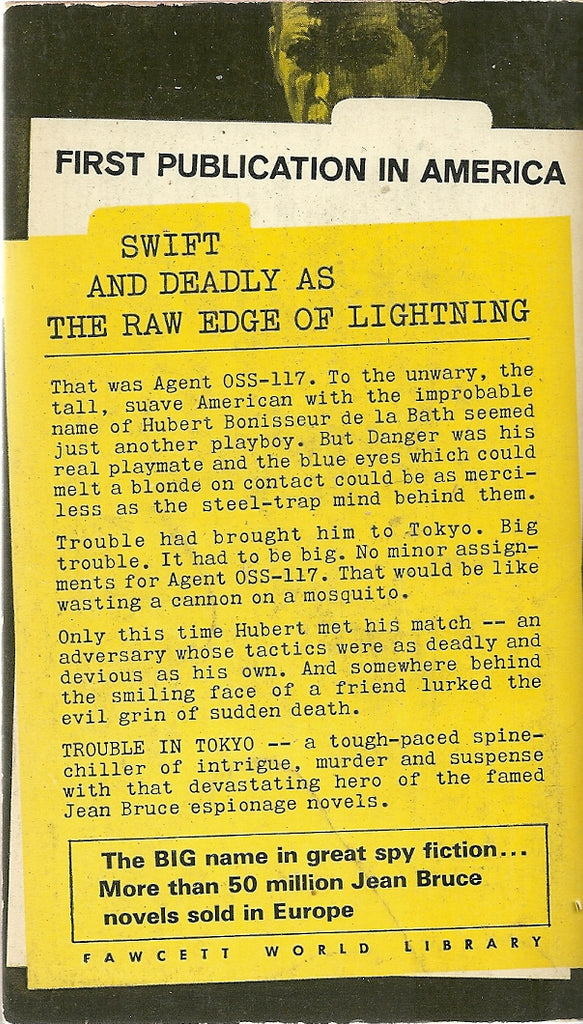 FIRST PUBLICATION IN AMERICA
SWIFT
AND DEADLY AS
THE RAW EDGE OF LIGHTNING
That was Agent OSS-117. To the unwary, the
tall, suave American with the improbable
name of Hubert Bonisseur de la Bath seemed
just another playboy. But Danger was his
real playmate and the blue eyes which could
melt a blonde on contact could be as merci-
less as the steel-trap mind behind them.
Trouble had brought him to Tokyo. Big
trouble. It had to be big. No minor assign-
ments for Agent OSS-117. That would be like
wasting a cannon on a mosquito.
Only this time Hubert met his match -- an
adversary whose tactics were as deadly and
devious as his own. And somewhere behind
the smiling face of a friend lurked the
evil grin of sudden death.
TROUBLE IN TOKYO -- a tough-paced spine-
chiller of intrigue, murder and suspense
with that devastating hero of the famed
Jean Bruce espionage novels.
The BIG name in great spy fiction...
More than 50 million Jean Bruce
novels sold in Europe
FAWCETT WORLD LIBRARY